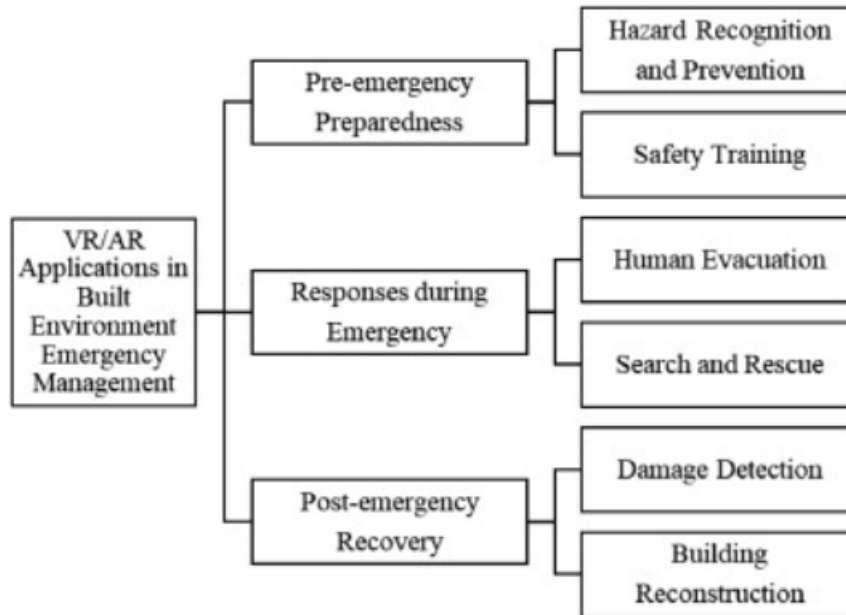 VR/AR
Applications in
Built
Environment
Emergency
Management
Pre-emergency
Preparedness
Hazard Recognition
and Prevention
Safety Training
Responses during
Emergency
Human Evacuation
Search and Rescue
Post-emergency
Recovery
Damage Detection
Building
Reconstruction